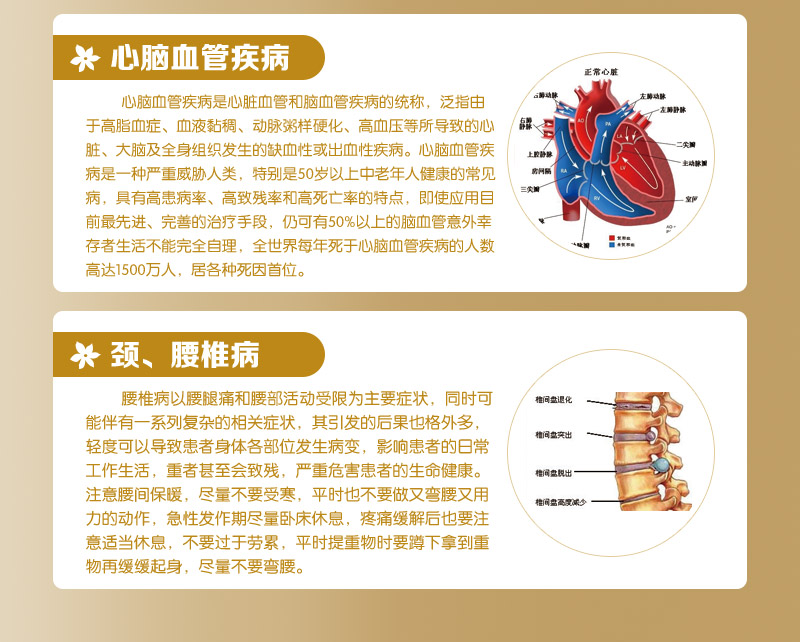 心脑血管疾病
心脑血管疾病是心脏血管和脑血管疾病的统称，泛指由
于高脂血症、血液黏稠、动脉粥样硬化、高血压等所导致的心
脏、大脑及全身组织发生的缺血性或出血性疾病。心脑血管疾
病是一种严重威胁人类，特别是50岁以上中老年人健康的常见
病，具有高患病率、高致残率和高死亡率的特点，即使应用目
前最先进、完善的治疗手段，仍可有50%以上的脑血管意外幸
存者生活不能完全自理，全世界每年死于心脑血管疾病的人数
高达1500万人，居各种死因首位。
正常心脏
右肺动脉
左肺动脉
左肺静脉
右肺
静脉
二尖瓣
主动脉瓣
上腔静脉
房间隔
三尖瓣
AO
PA
LA
LV
RA
RV
颈、腰椎病
腰椎病以腰腿痛和腰部活动受限为主要症状，同时可
能伴有一系列复杂的相关症状，其引发的后果也格外多，
轻度可以导致患者身体各部位发生病变，影响患者的日常
工作生活，重者甚至会致残，严重危害患者的生命健康。
注意腰间保暖，尽量不要受寒，平时也不要做又弯腰又用
力的动作，急性发作期尽量卧床休息，疼痛缓解后也要注
意适当休息，不要过于劳累，平时提重物时要蹲下拿到重
物再缓缓起身，尽量不要弯腰。
椎间盘退化
椎间盘突出
椎间盘脱出
椎间盘高度减少